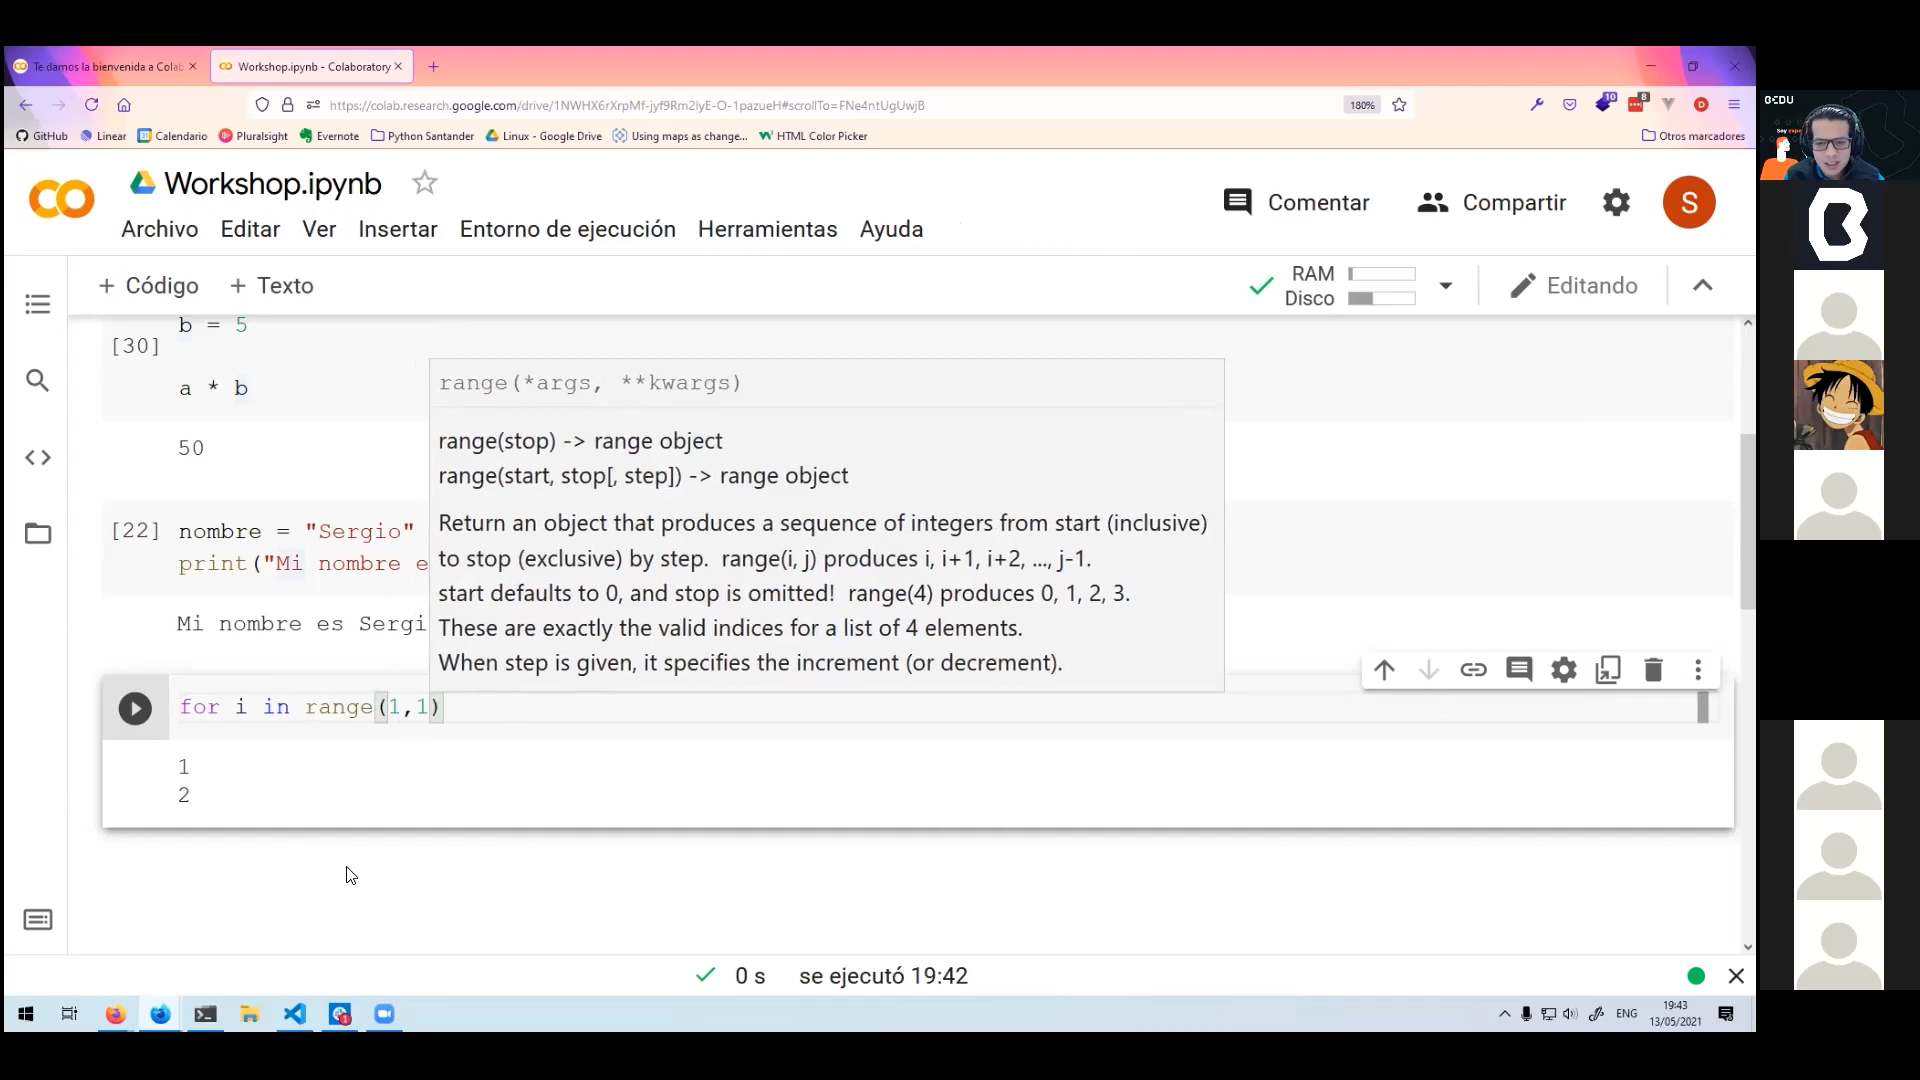 Te damos la bienvenida a Colab
Workshop.ipynb - Colaboratory
https://colab.research.google.com/drive/1NWHX6rXrpMf-jyf9Rm2lyE-O-1pazueH#scrollTo=FNe4ntUgUwjB
180%
10
8
D
GitHub
Linear
Calendario
Pluralsight
Evernote
Python Santander
Linux - Google Drive
Using maps as change...
HTML Color Picker
Otros marcadores
Workshop.ipynb
Comentar
Compartir
S
Archivo Editar Ver Insertar Entorno de ejecución Herramientas Ayuda
+ Código + Texto
RAM
Disco
Editando
b = 5
[30]
a * b
50
range(*args, **kwargs)
range(stop) -> range object
range(start, stop[, step]) -> range object
Return an object that produces a sequence of integers from start (inclusive)
to stop (exclusive) by step. range(i, j) produces i, i+1, i+2, ..., j-1.
start defaults to 0, and stop is omitted! range(4) produces 0, 1, 2, 3.
These are exactly the valid indices for a list of 4 elements.
When step is given, it specifies the increment (or decrement).
[22] nombre = "Sergio"
print("Mi nombre e
Mi nombre es Sergi
for i in range(1,1)
1
2
0 s se ejecutó 19:42
ENG
19:43
13/05/2021